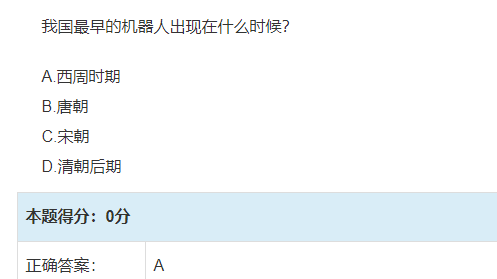 我国最早的机器人出现在什么时候?
A.西周时期
B.唐朝
C.宋朝
D.清朝后期
本题得分：0分
正确答案： A